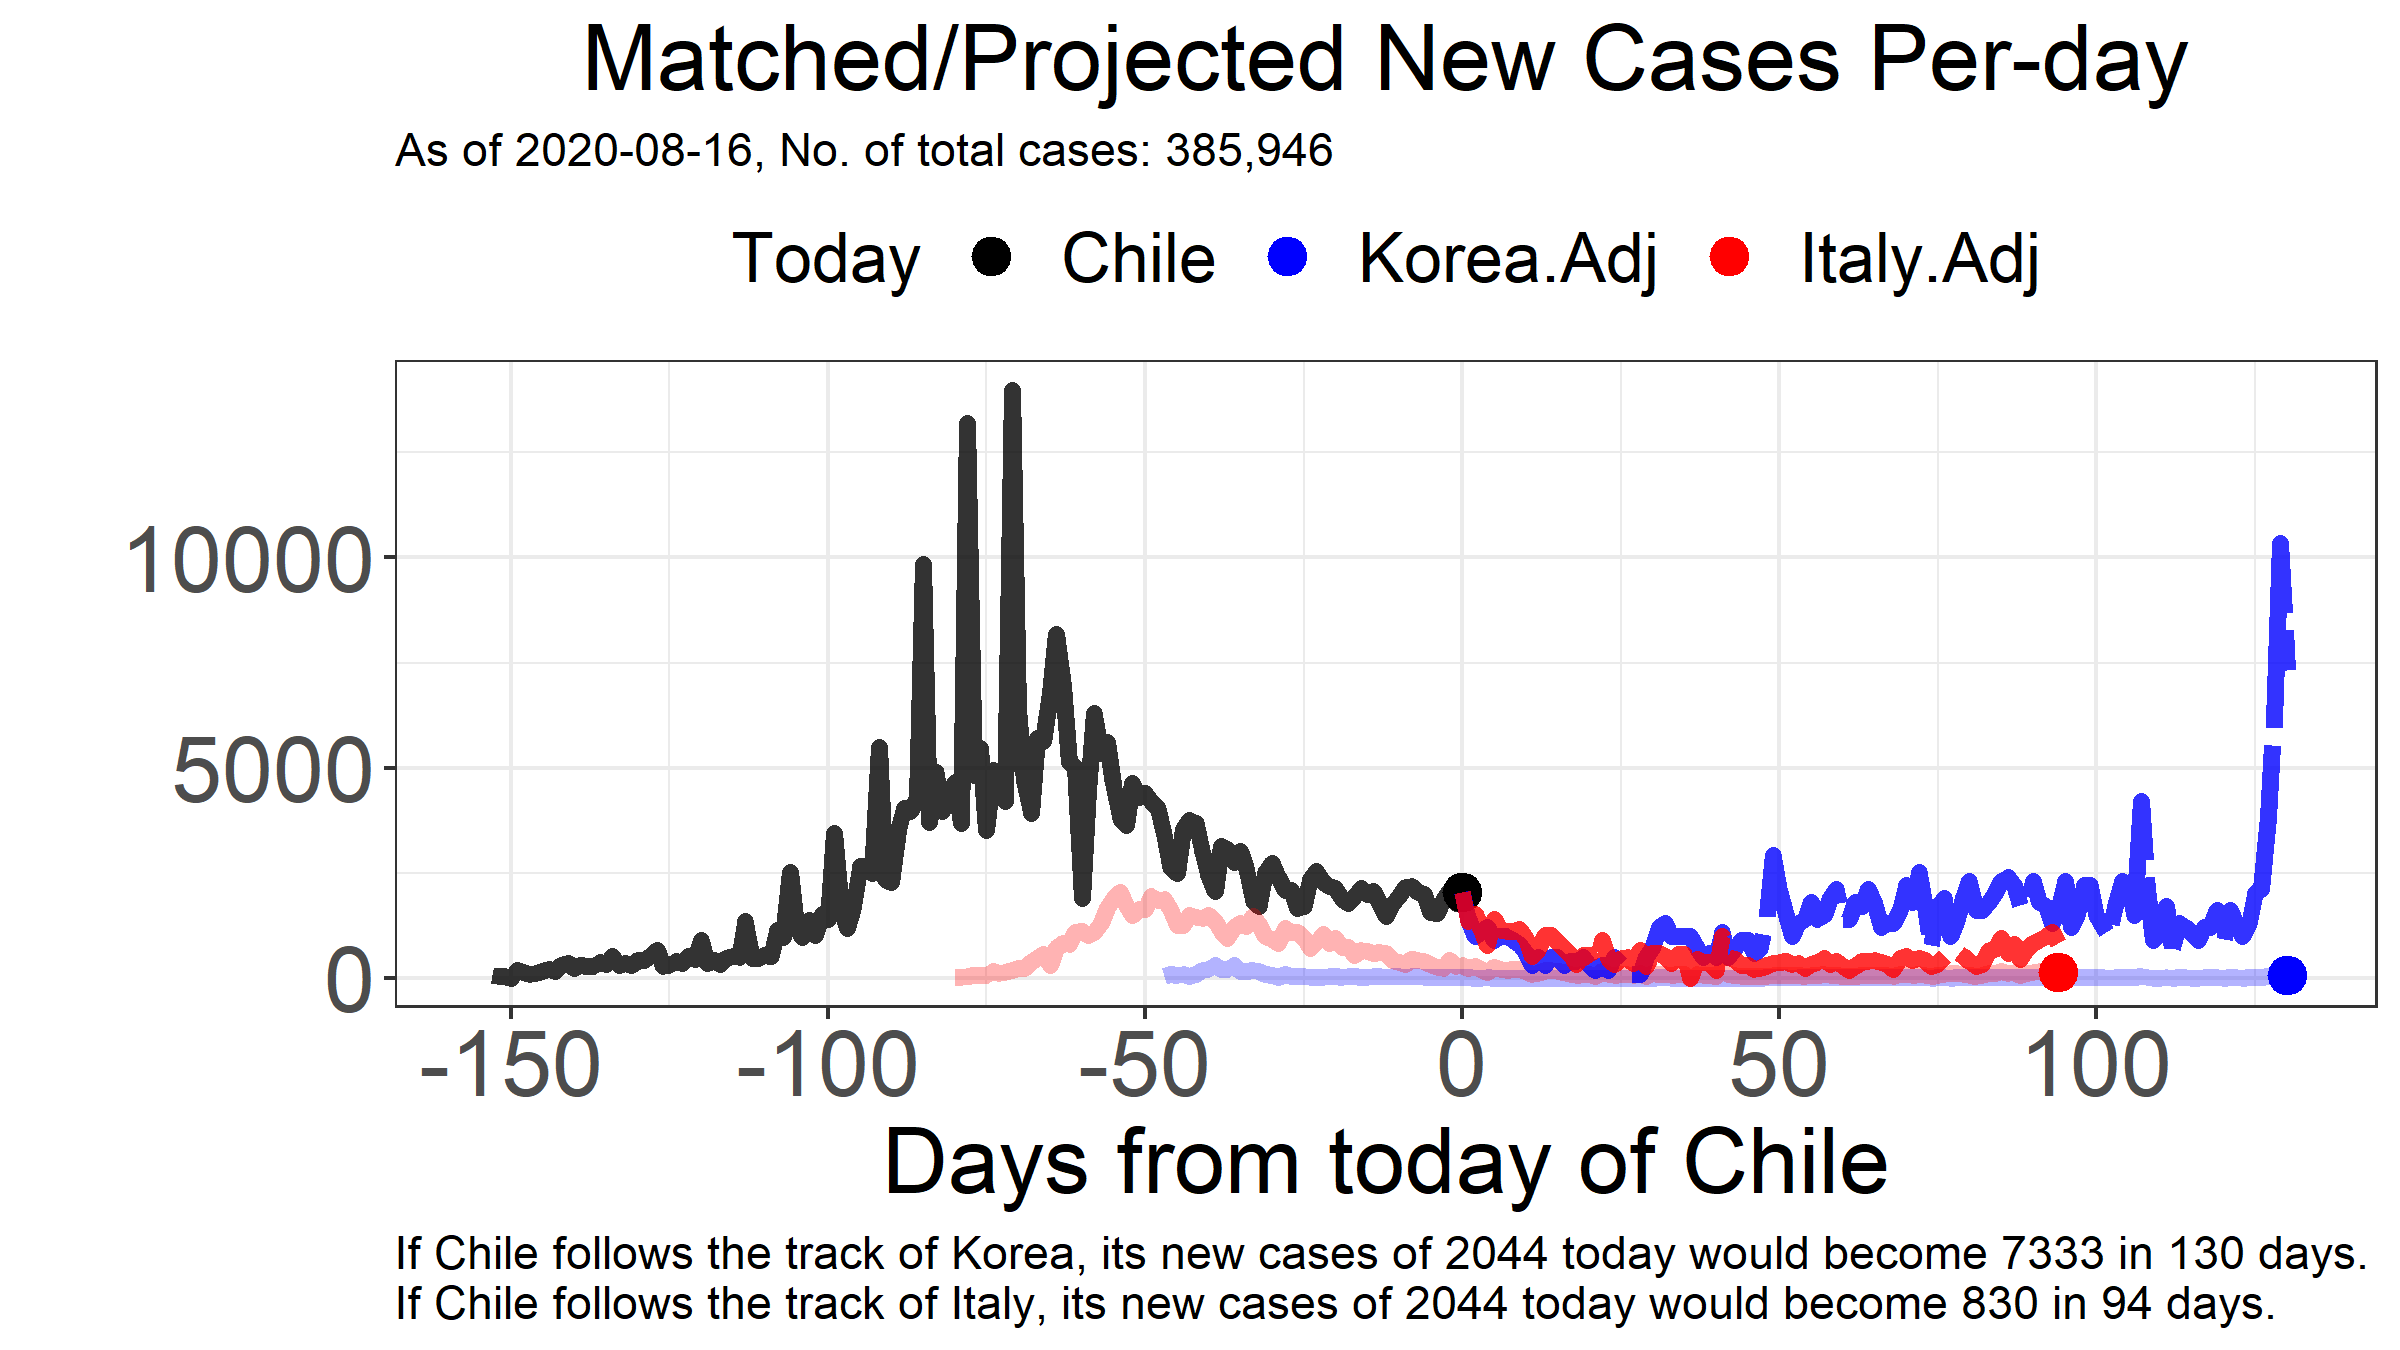 Matched/Projected New Cases Per-day
As of 2020-08-16, No. of total cases: 385,946
Today Chile Korea.Adj Italy.Adj
10000
5000
0
-150 -100 -50 0 50 100
Days from today of Chile
If Chile follows the track of Korea, its new cases of 2044 today would become 7333 in 130 days.
If Chile follows the track of Italy, its new cases of 2044 today would become 830 in 94 days.